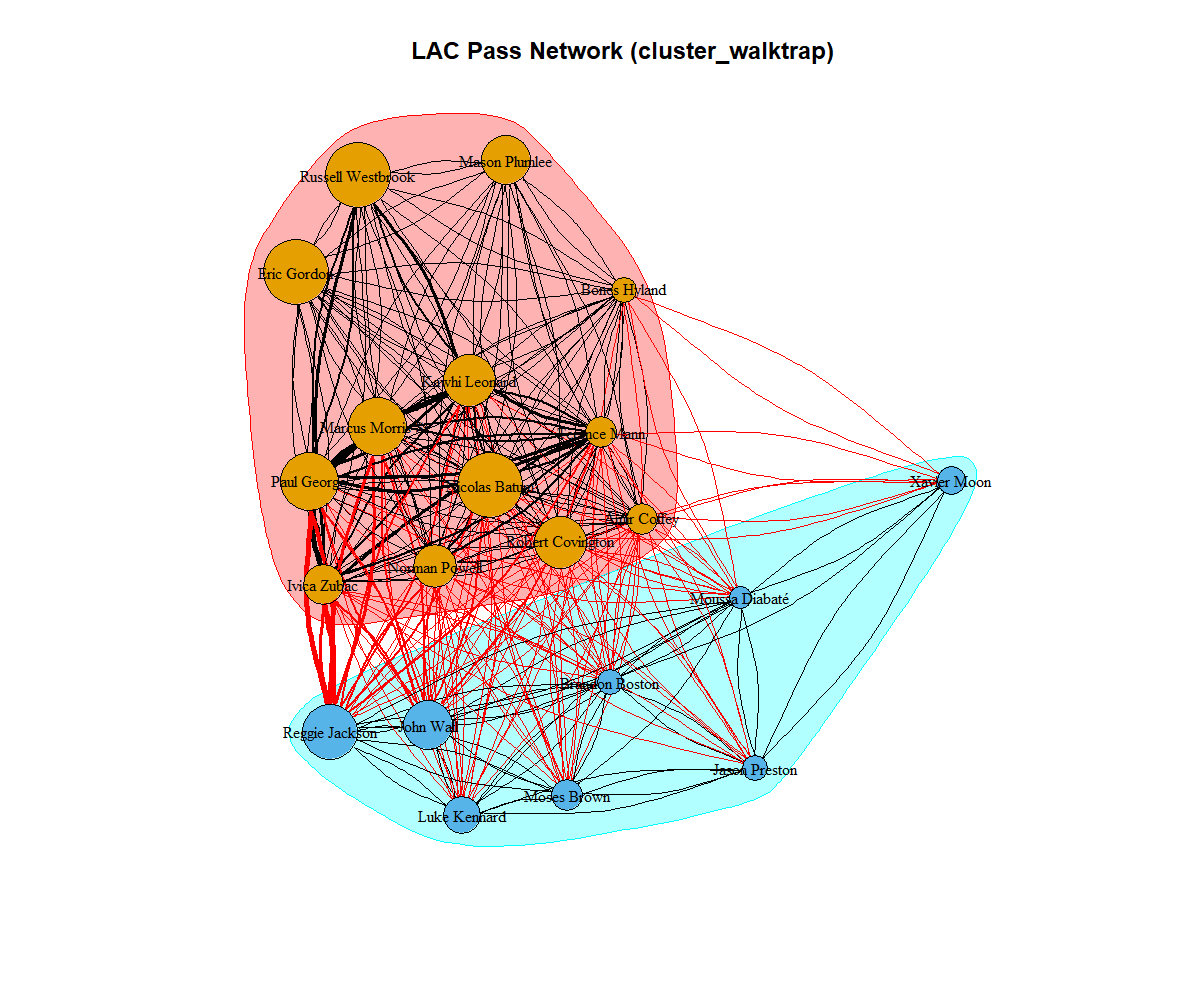 LAC Pass Network (cluster_walktrap)
Mason Plumlee
Russell Westbrook
Eric Gordon
Bones Hyland
Kawhi Leonard
Marcus Morris
Mann
Paul George
Xavier Moon
Nicolas Batum
Amir Coffey
Robert Covington
Norman Powell
Ivica Zubac
Moussa Diabaté
Brandon Boston
John Wall
Reggie Jackson
Jason Preston
Moses Brown
Luke Kennard